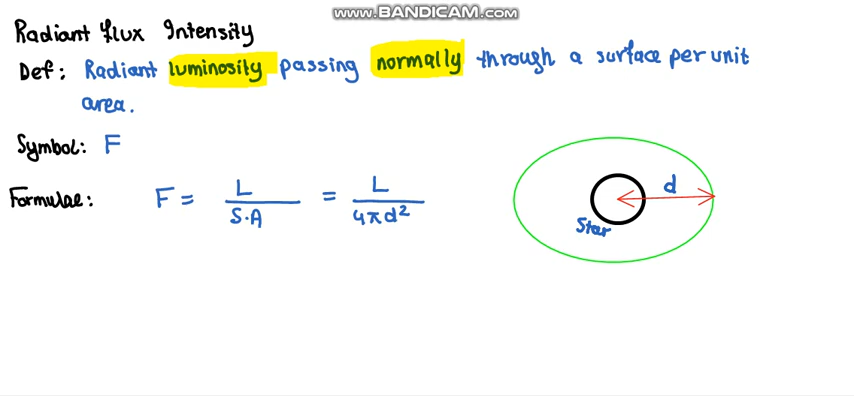 www.BANDICAM.com
Radiant flux Intensity
Def: Radiant luminosity passing normally through a surface per unit
area.
Symbol: F
Formulae: F = L / S.A = L / 4πd²
d
Star